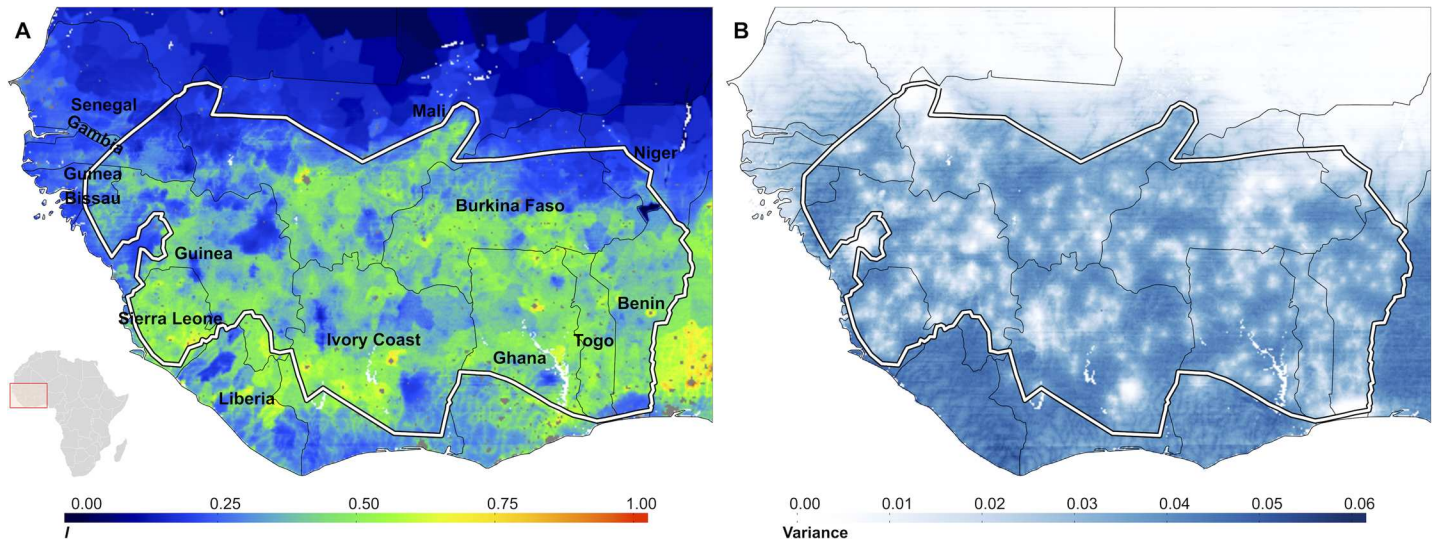 A
B
Mali
Senegal
Gambia
Niger
Guinea
Bissau
Burkina Faso
Guinea
Benin
Sierra Leone
Ivory Coast
Togo
Ghana
Liberia
0.00 0.25 0.50 0.75 1.00
I
0.00 0.01 0.02 0.03 0.04 0.05 0.06
Variance